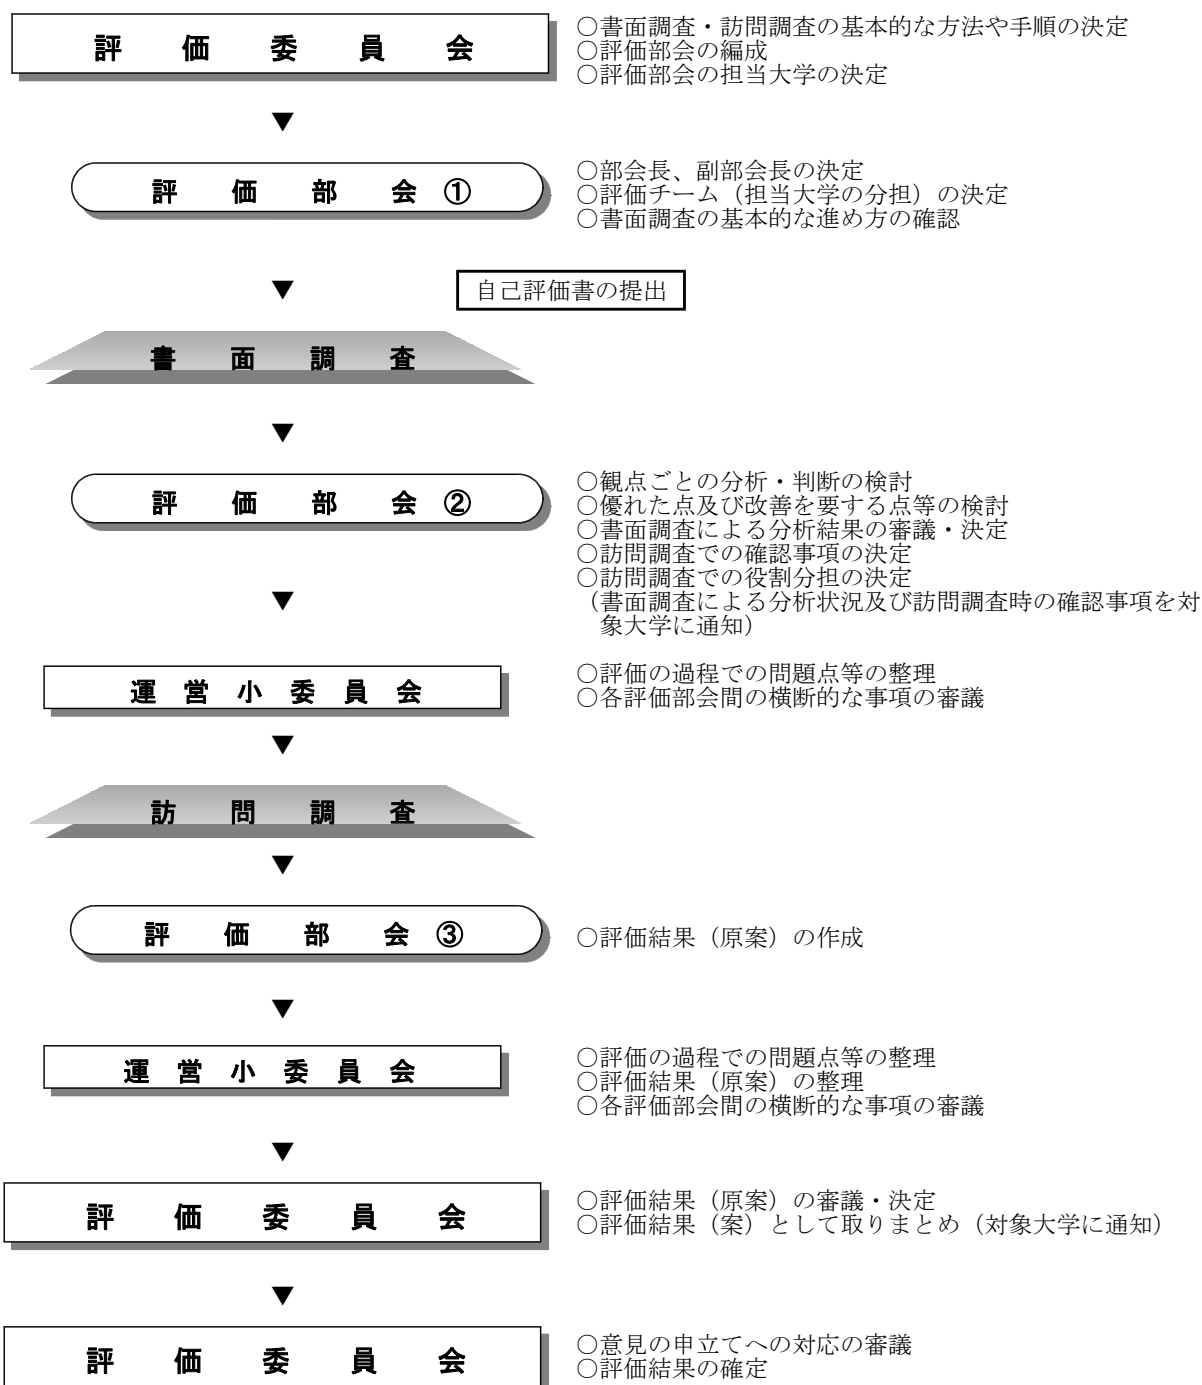 評価委員会
○書面調査・訪問調査の基本的な方法や手順の決定
○評価部会の編成
○評価部会の担当大学の決定
▼
評価部会①
○部会長、副部会長の決定
○評価チーム（担当大学の分担）の決定
○書面調査の基本的な進め方の確認
▼
自己評価書の提出
書面調査
▼
評価部会②
○観点ごとの分析・判断の検討
○優れた点及び改善を要する点等の検討
○書面調査による分析結果の審議・決定
○訪問調査での確認事項の決定
○訪問調査での役割分担の決定
（書面調査による分析状況及び訪問調査時の確認事項を対
象大学に通知）
▼
運営小委員会
○評価の過程での問題点等の整理
○各評価部会間の横断的な事項の審議
▼
訪問調査
▼
評価部会③
○評価結果（原案）の作成
▼
運営小委員会
○評価の過程での問題点等の整理
○評価結果（原案）の整理
○各評価部会間の横断的な事項の審議
▼
評価委員会
○評価結果（原案）の審議・決定
○評価結果（案）として取りまとめ（対象大学に通知）
▼
評価委員会
○意見の申立てへの対応の審議
○評価結果の確定